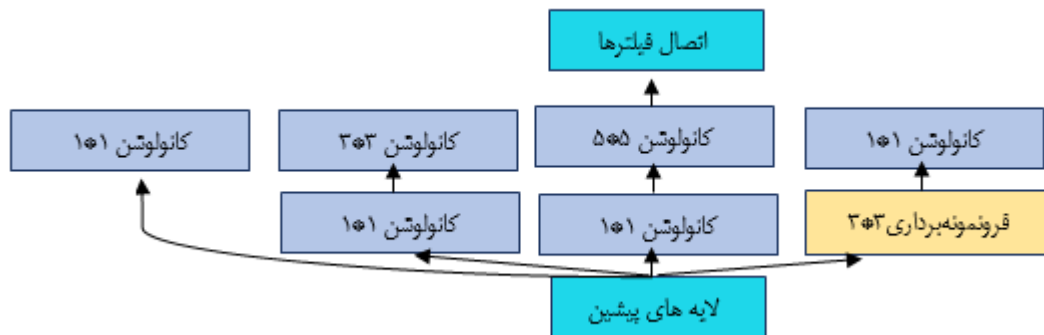 اتصال فیلترها
کانولوشن ۱*۱
کانولوشن ۵*۵
کانولوشن ۳*۳
کانولوشن ۱*۱
فرونمونه‌برداری۳*۳
کانولوشن ۱*۱
کانولوشن ۱*۱
لایه های پیشین